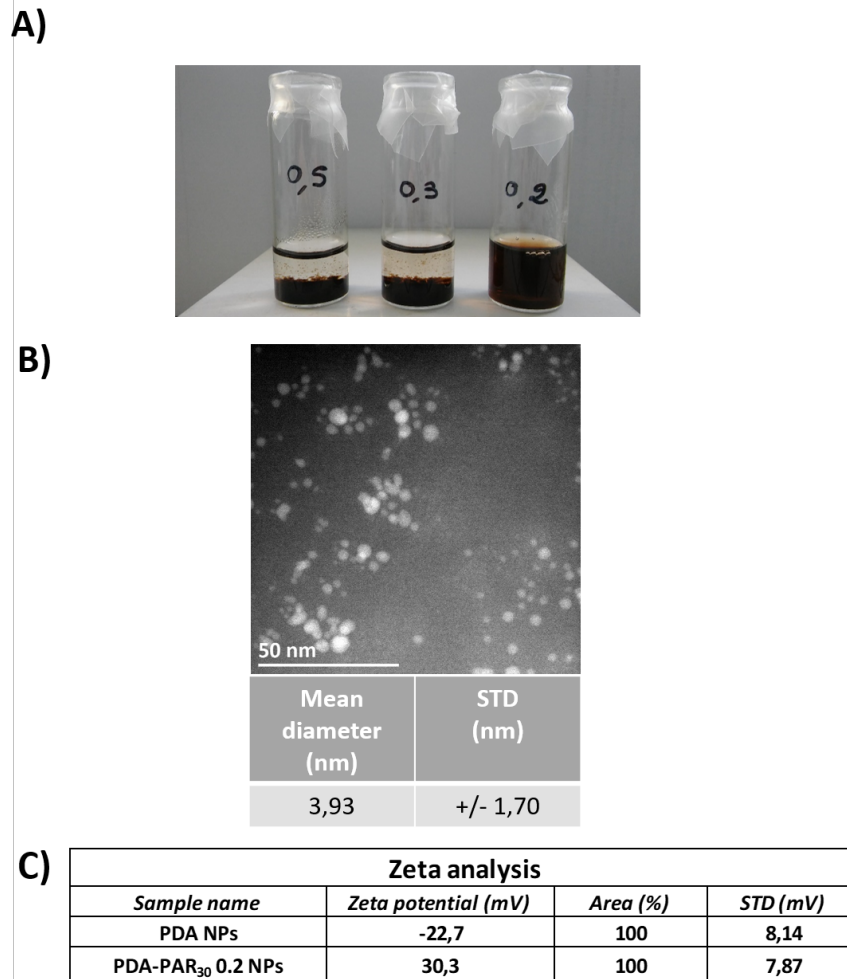 A)
0,5
0,3
0,2
B)
50 nm
Mean diameter (nm)
STD (nm)
3,93
+/- 1,70
C)
Zeta analysis
Sample name Zeta potential (mV) Area (%) STD (mV)
PDA NPs -22,7 100 8,14
PDA-PAR₃₀ 0.2 NPs 30,3 100 7,87